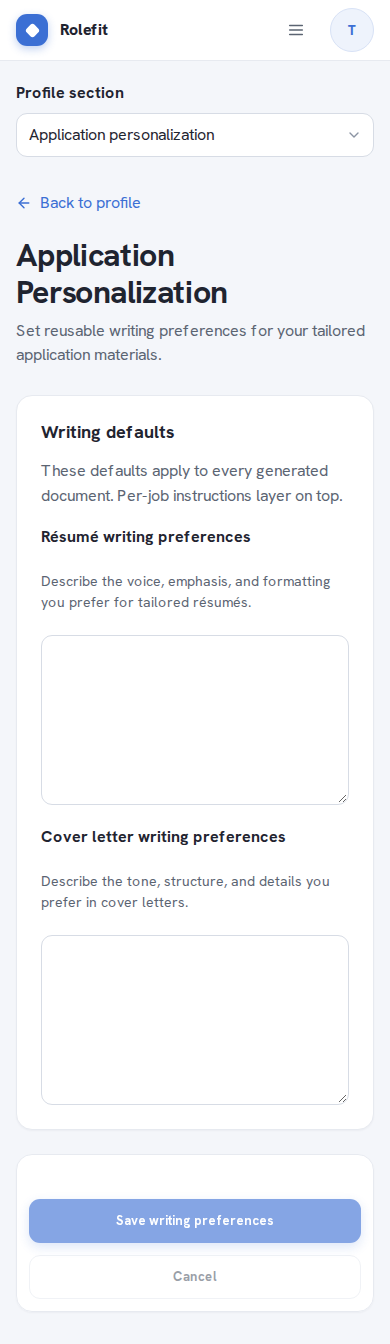 Rolefit
T
Profile section
Application personalization
Back to profile
Application
Personalization
Set reusable writing preferences for your tailored
application materials.
Writing defaults
These defaults apply to every generated
document. Per-job instructions layer on top.
Résumé writing preferences
Describe the voice, emphasis, and formatting
you prefer for tailored résumés.
Cover letter writing preferences
Describe the tone, structure, and details you
prefer in cover letters.
Save writing preferences
Cancel